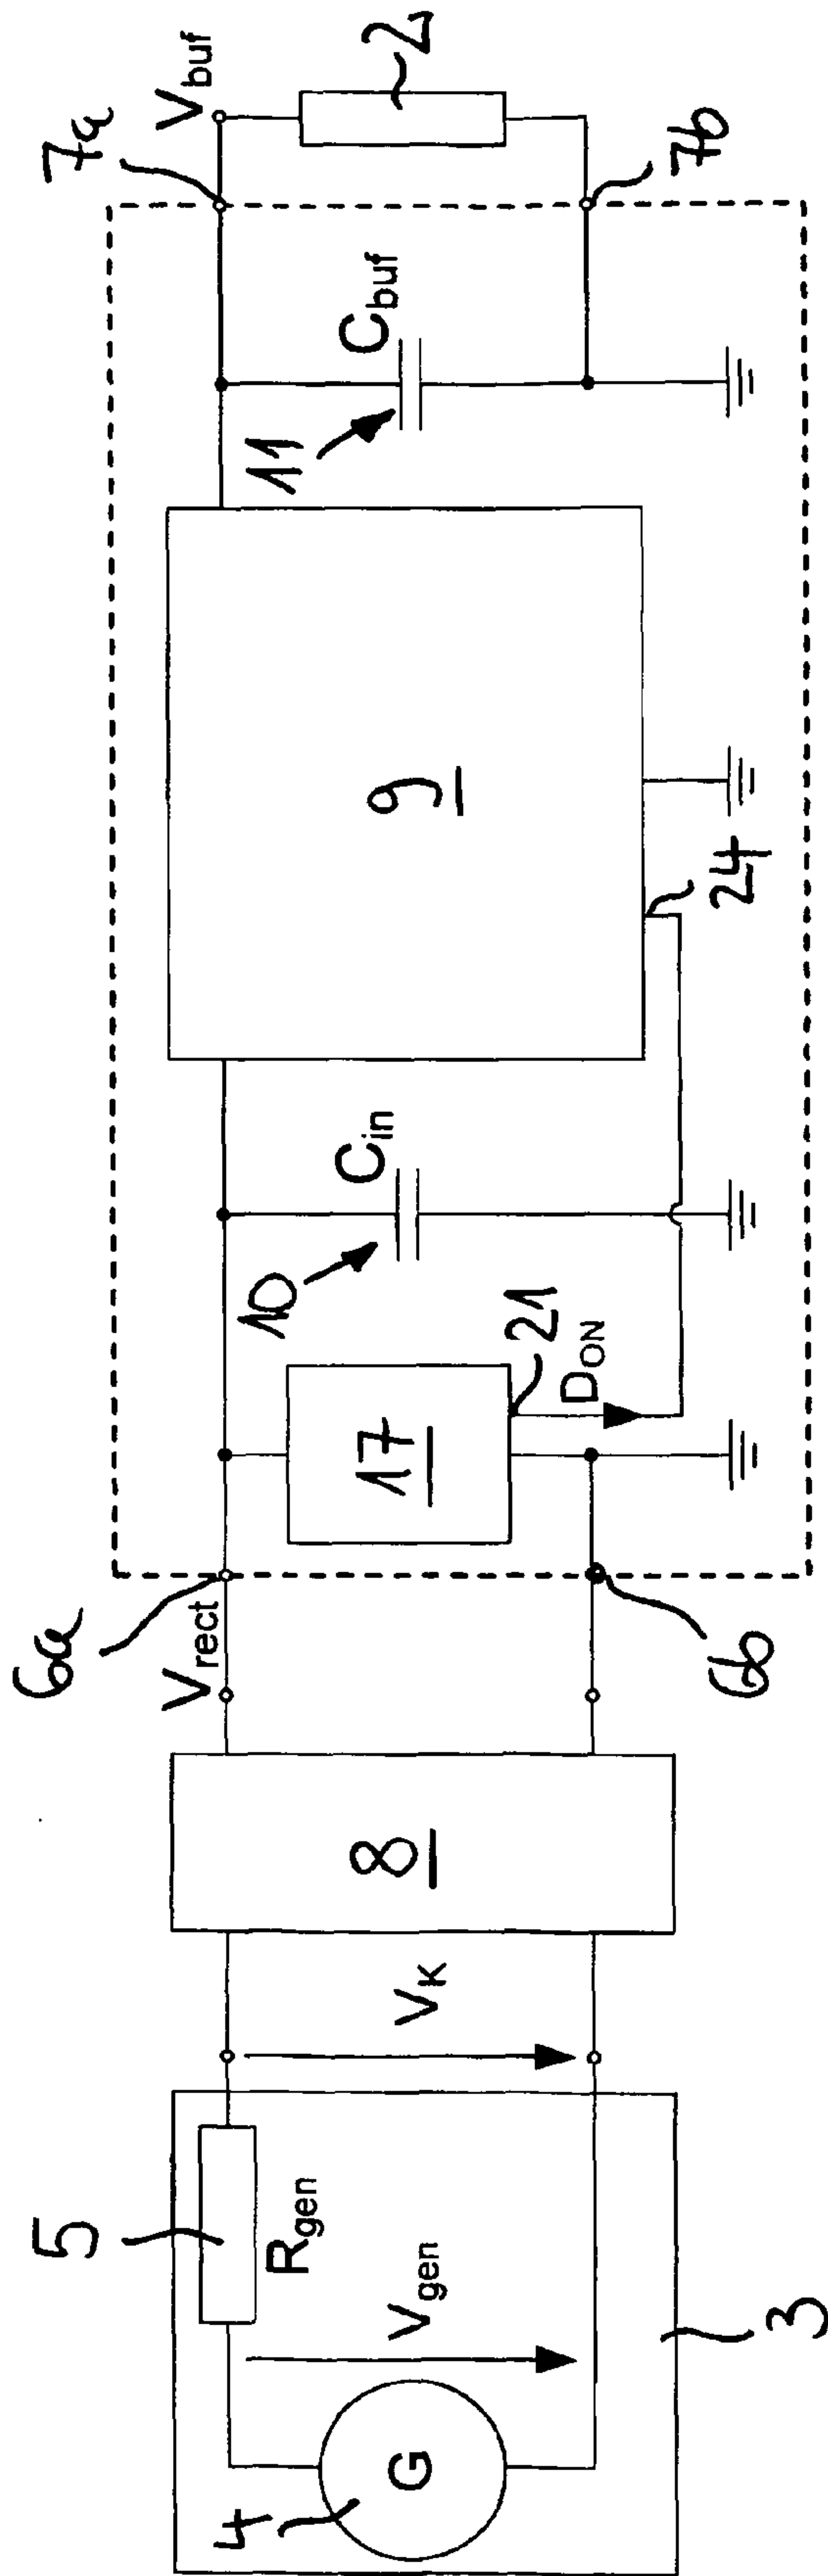 4
G
V_gen
5
R_gen
3
V_K
8
6a
V_rect
6b
17
21
D_ON
10
C_in
9
24
11
C_buf
7a
V_buf
2
7b